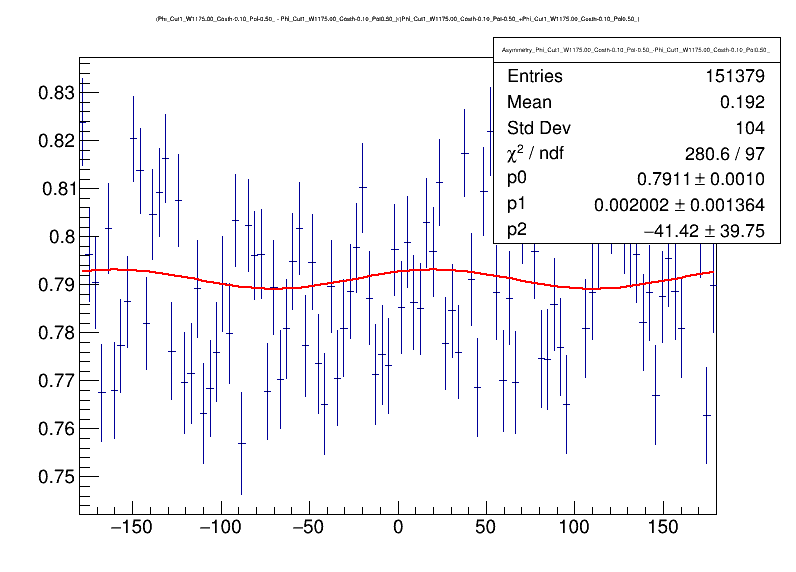 (Phi_Cut1_W1175.00_Costh-0.10_Pol-0.50_ - Phi_Cut1_W1175.00_Costh-0.10_Pol0.50_)/(Phi_Cut1_W1175.00_Costh-0.10_Pol-0.50_+Phi_Cut1_W1175.00_Costh-0.10_Pol0.50_)
Asymmetry_Phi_Cut1_W1175.00_Costh-0.10_Pol-0.50_-Phi_Cut1_W1175.00_Costh-0.10_Pol0.50_
Entries 151379
Mean 0.192
Std Dev 104
χ² / ndf 280.6 / 97
p0 0.7911 ± 0.0010
p1 0.002002 ± 0.001364
p2 −41.42 ± 39.75
0.83
0.82
0.81
0.8
0.79
0.78
0.77
0.76
0.75
−150 −100 −50 0 50 100 150